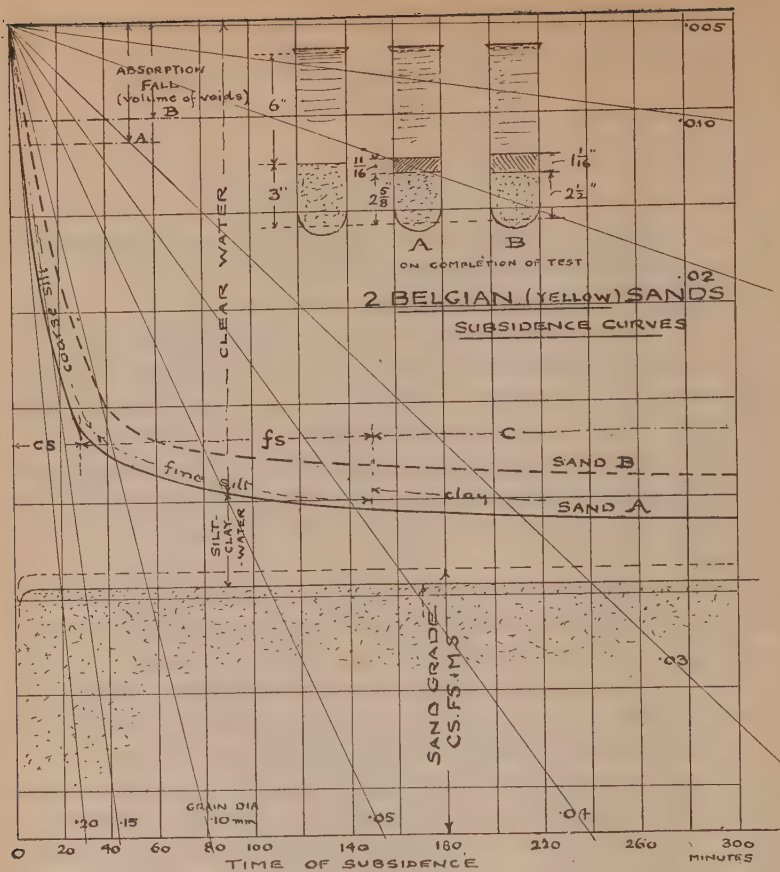 ·005
ABSORPTION
FALL
(volume of voids)
B
A
6"
3"
11/16
2 5/8"
1 1/16"
2 1/2"
·010
A
B
ON COMPLETION OF TEST
·02
2 BELGIAN (YELLOW) SANDS
SUBSIDENCE CURVES
CLEAR WATER
coarse silt
CS
fs
C
SAND B
fine silt
clay
SAND A
SILT-
CLAY-
WATER
SAND GRADE
CS.FS.+M.S
·03
GRAIN DIA
·20
·15
·10 mm
·05
·04
0
20
40
60
100
140
180
220
260
300
TIME OF SUBSIDENCE
MINUTES